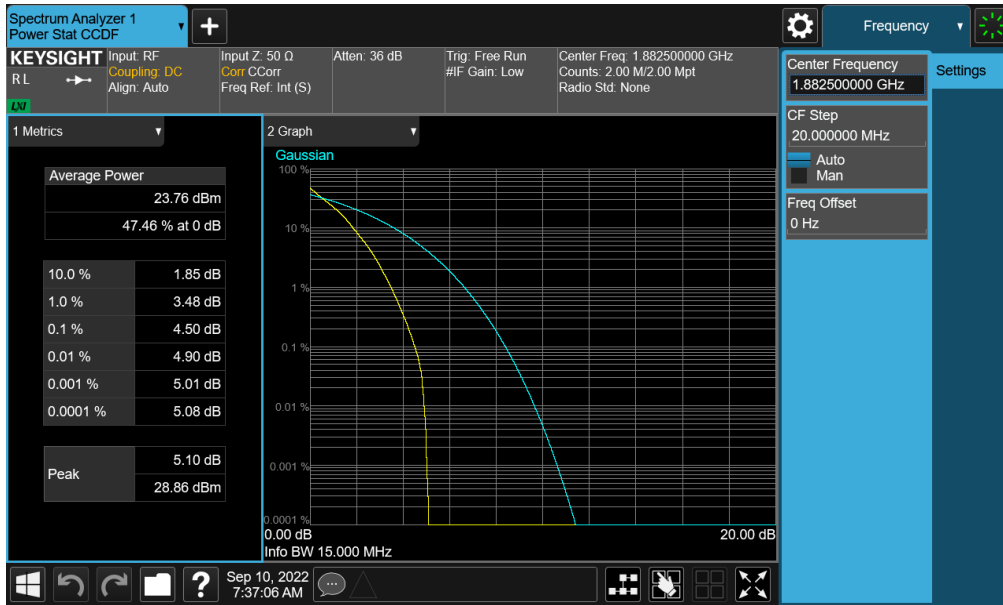 Spectrum Analyzer 1
Power Stat CCDF
Frequency
KEYSIGHT
Input: RF
Coupling: DC
Align: Auto
Input Z: 50 Ω
Corr CCorr
Freq Ref: Int (S)
Atten: 36 dB
Trig: Free Run
#IF Gain: Low
Center Freq: 1.882500000 GHz
Counts: 2.00 M/2.00 Mpt
Radio Std: None
R L
LXI
Center Frequency
1.882500000 GHz
Settings
CF Step
20.000000 MHz
Auto
Man
Freq Offset
0 Hz
1 Metrics
Average Power
23.76 dBm
47.46 % at 0 dB
10.0 % 1.85 dB
1.0 % 3.48 dB
0.1 % 4.50 dB
0.01 % 4.90 dB
0.001 % 5.01 dB
0.0001 % 5.08 dB
Peak
5.10 dB
28.86 dBm
2 Graph
Gaussian
100 %
10 %
1 %
0.1 %
0.01 %
0.001 %
0.0001 %
0.00 dB 20.00 dB
Info BW 15.000 MHz
?
Sep 10, 2022
7:37:06 AM